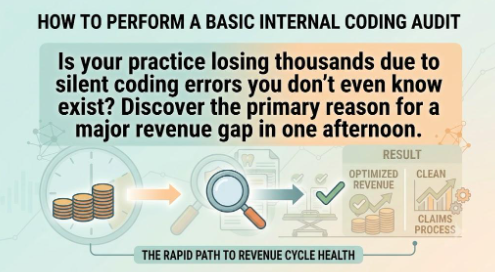 HOW TO PERFORM A BASIC INTERNAL CODING AUDIT
Is your practice losing thousands due to
silent coding errors you don't even know
exist? Discover the primary reason for a
major revenue gap in one afternoon.
RESULT
OPTIMIZED
REVENUE
CLEAN
CLAIMS
PROCESS
THE RAPID PATH TO REVENUE CYCLE HEALTH